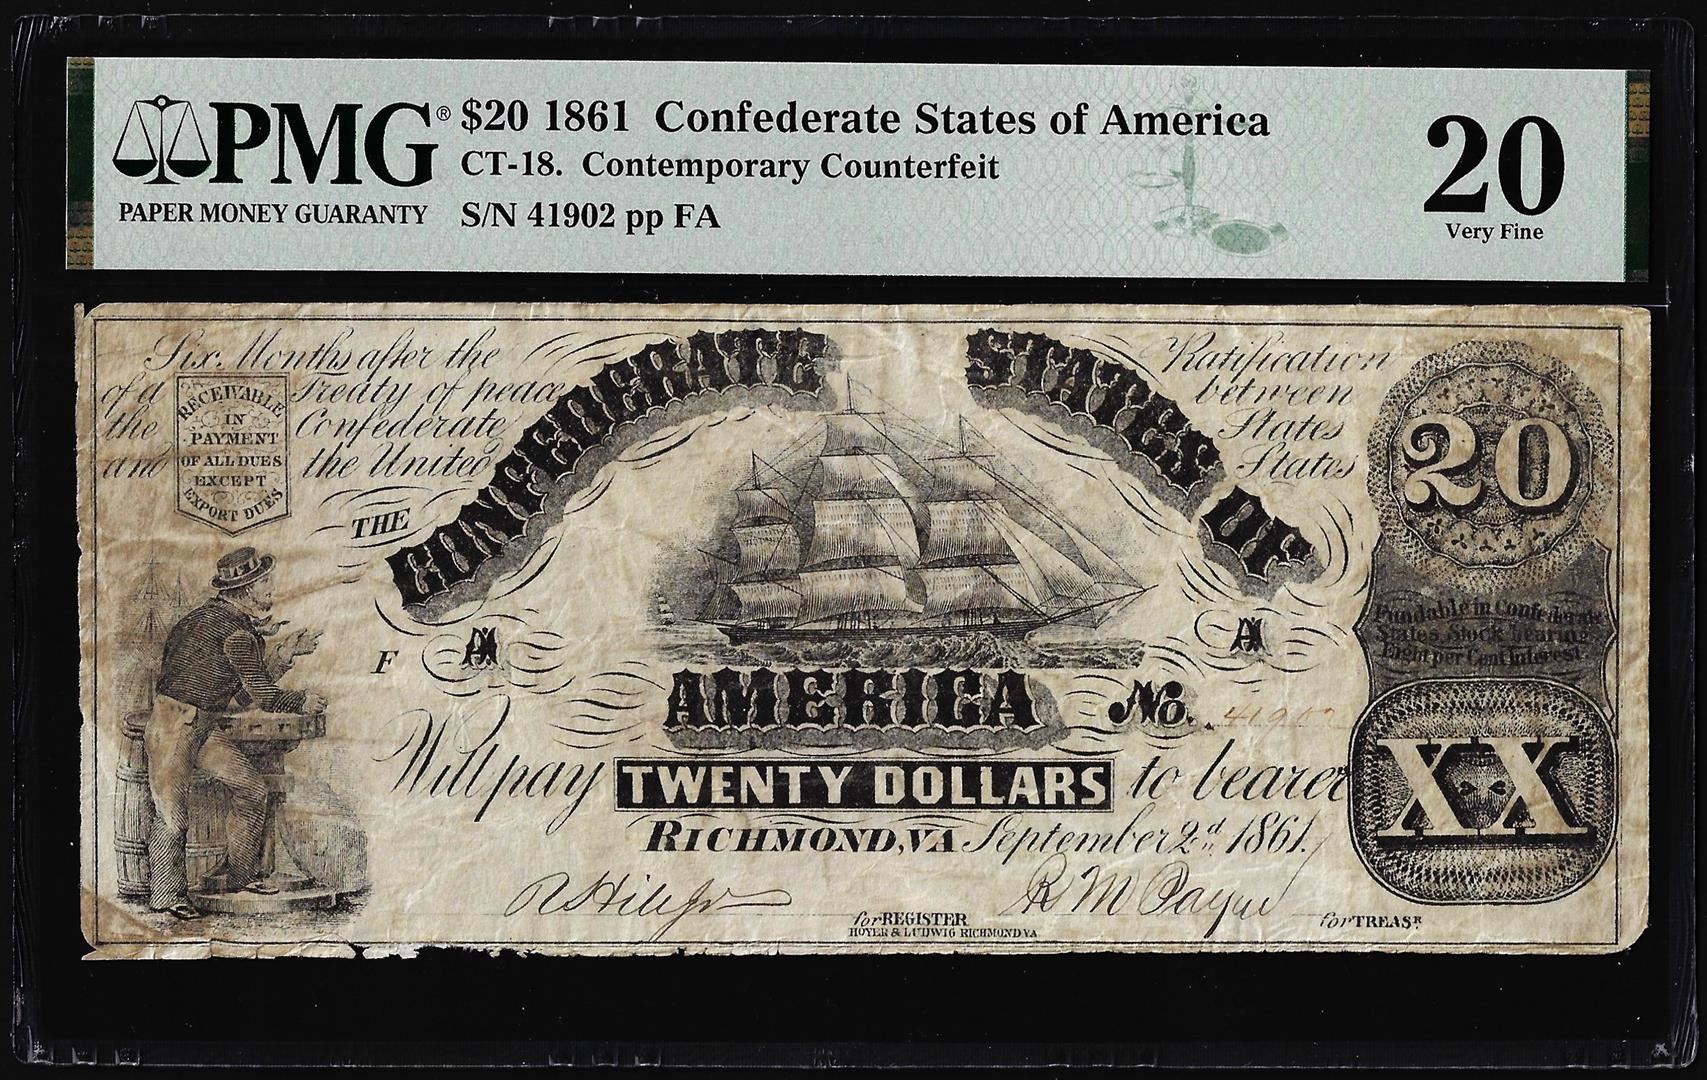 PMG® $20 1861 Confederate States of America 20
CT-18. Contemporary Counterfeit
PAPER MONEY GUARANTY S/N 41902 pp FA Very Fine
Six Months after the Ratification
of a Treaty of peace between
the Confederate States
and the United States
RECEIVABLE
IN
PAYMENT
OF ALL DUES
EXCEPT
EXPORT DUES
THE
CONFEDERATE STATES OF
AMERICA
20
Fundable in Confederate
States Stock bearing
Eight per Cent Interest
F A A
No. 41902
XX
Will pay TWENTY DOLLARS to bearer
RICHMOND, VA September 2d 1861.
R M Payne
for REGISTER
for TREASR
HOYER & LUDWIG RICHMOND VA